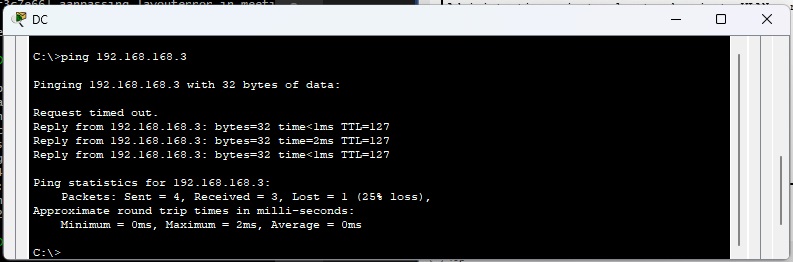 DC
C:\>ping 192.168.168.3
Pinging 192.168.168.3 with 32 bytes of data:
Request timed out.
Reply from 192.168.168.3: bytes=32 time<1ms TTL=127
Reply from 192.168.168.3: bytes=32 time=2ms TTL=127
Reply from 192.168.168.3: bytes=32 time<1ms TTL=127
Ping statistics for 192.168.168.3:
Packets: Sent = 4, Received = 3, Lost = 1 (25% loss),
Approximate round trip times in milli-seconds:
Minimum = 0ms, Maximum = 2ms, Average = 0ms
C:\>